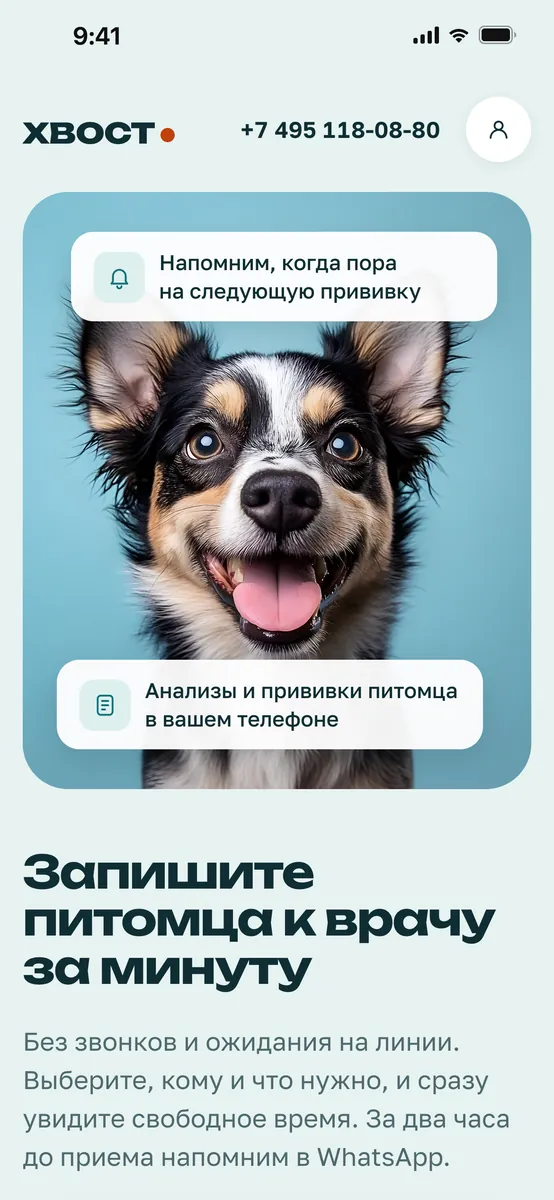 9:41
ХВОСТ
+7 495 118-08-80
Напомним, когда пора
на следующую прививку
Анализы и прививки питомца
в вашем телефоне
Запишите
питомца к врачу
за минуту
Без звонков и ожидания на линии.
Выберите, кому и что нужно, и сразу
увидите свободное время. За два часа
до приема напомним в WhatsApp.